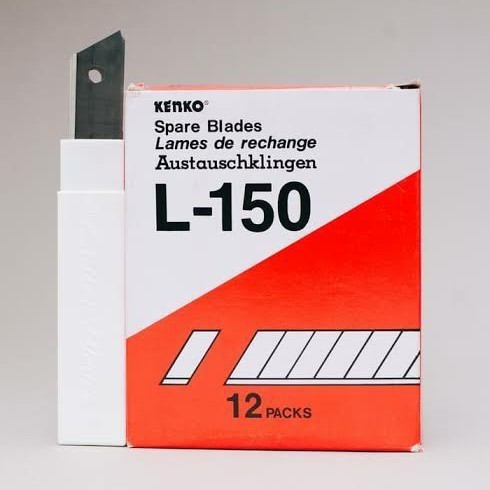 KENKO®
Spare Blades
Lames de rechange
Austauschklingen
L-150
12 PACKS